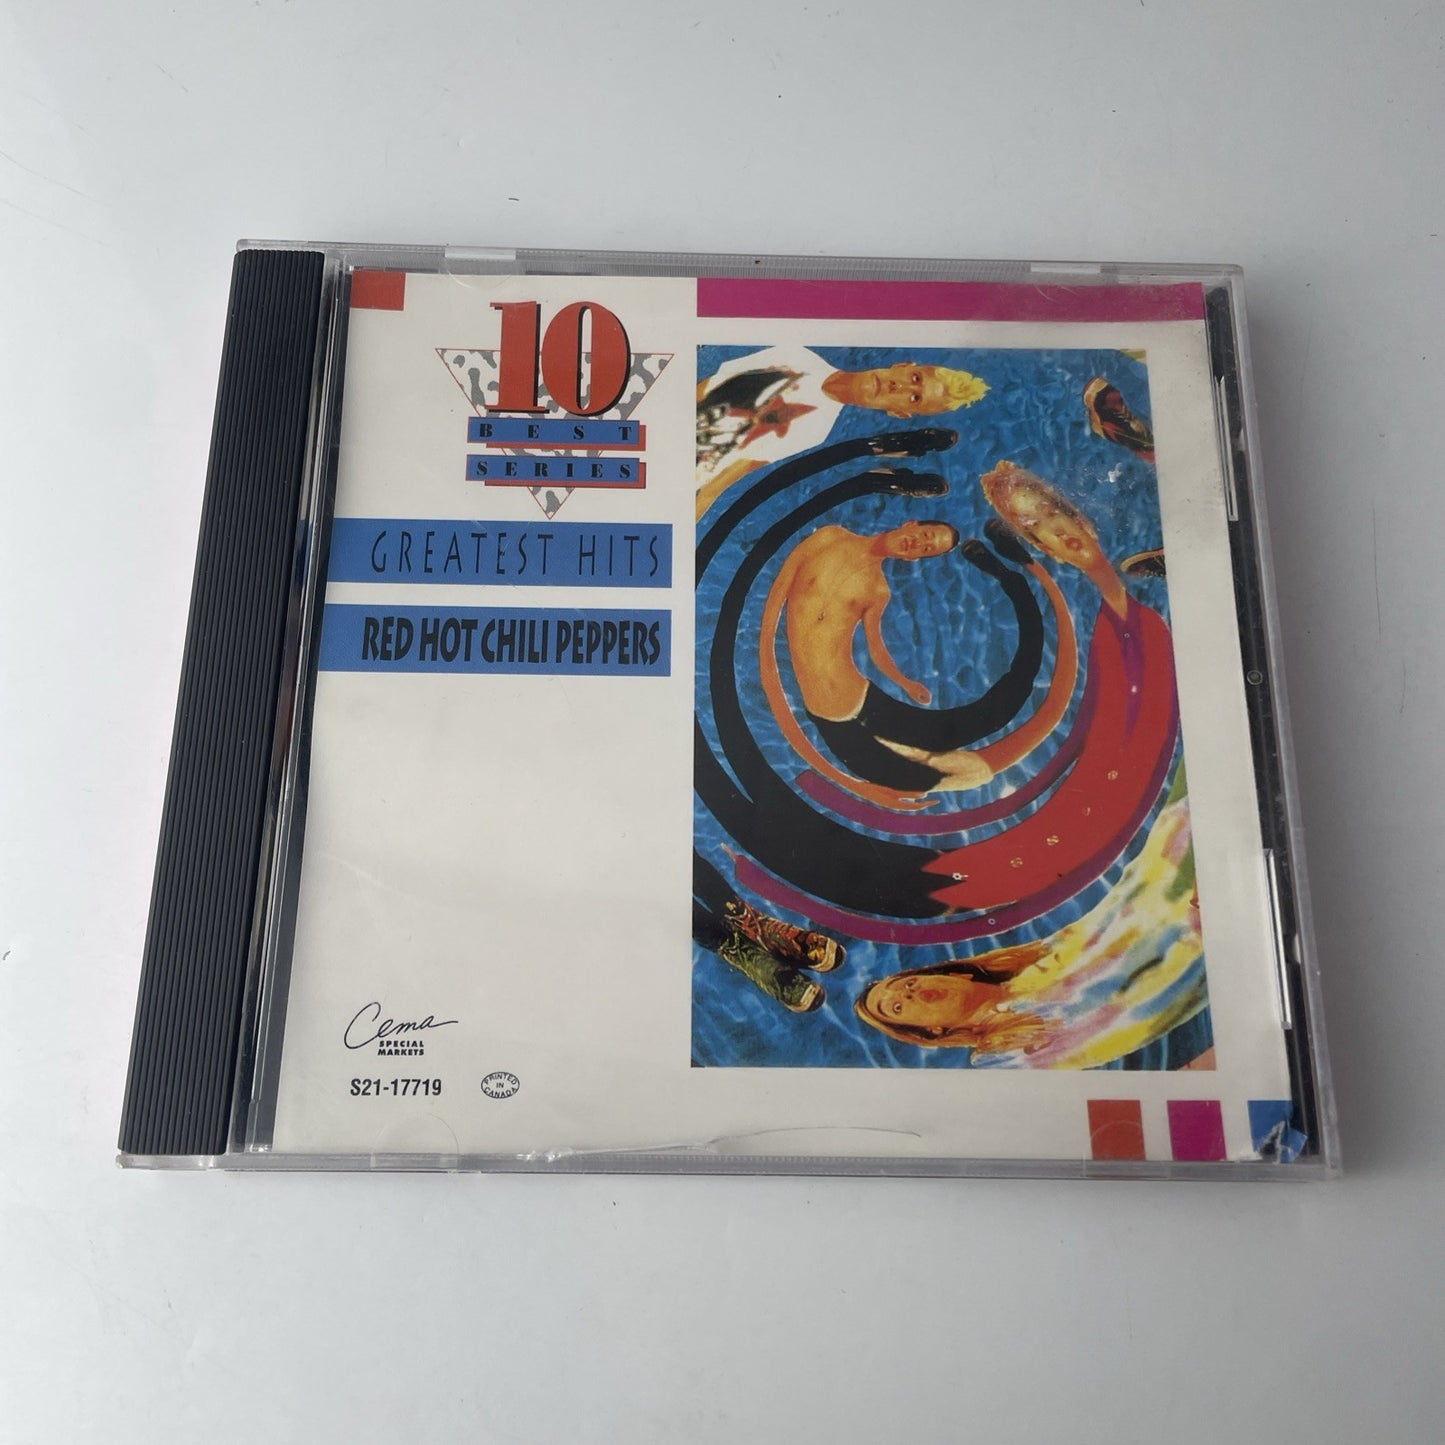 10
BEST
SERIES
GREATEST HITS
RED HOT CHILI PEPPERS
Cema
SPECIAL
MARKETS
S21-17719
PRINTED
IN
CANADA